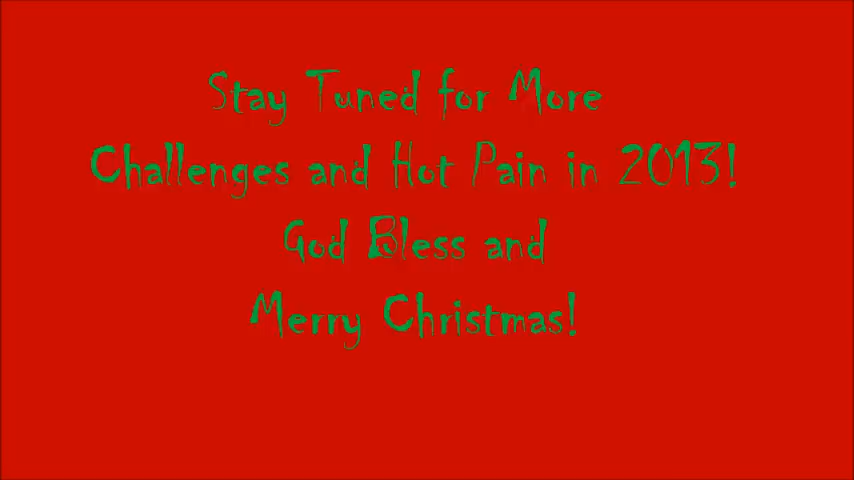 Stay Tuned for More
Challenges and Hot Pain in 2013!
God Bless and
Merry Christmas!